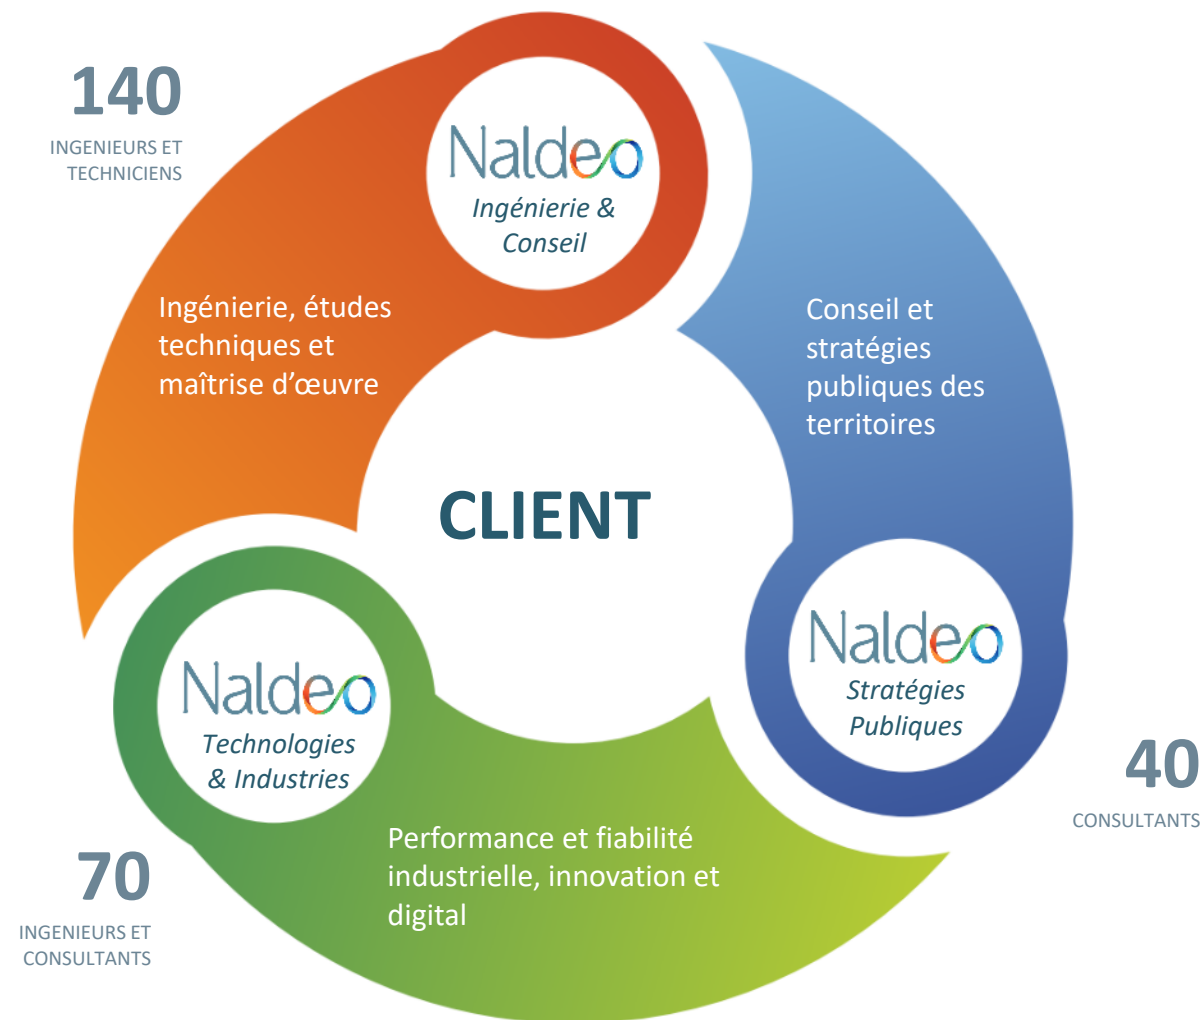 140
INGENIEURS ET
TECHNICIENS
Naldeo
Ingénierie &
Conseil
Ingénierie, études
techniques et
maîtrise d’œuvre
Conseil et
stratégies
publiques des
territoires
CLIENT
Naldeo
Stratégies
Publiques
40
CONSULTANTS
Naldeo
Technologies
& Industries
Performance et fiabilité
industrielle, innovation et
digital
70
INGENIEURS ET
CONSULTANTS